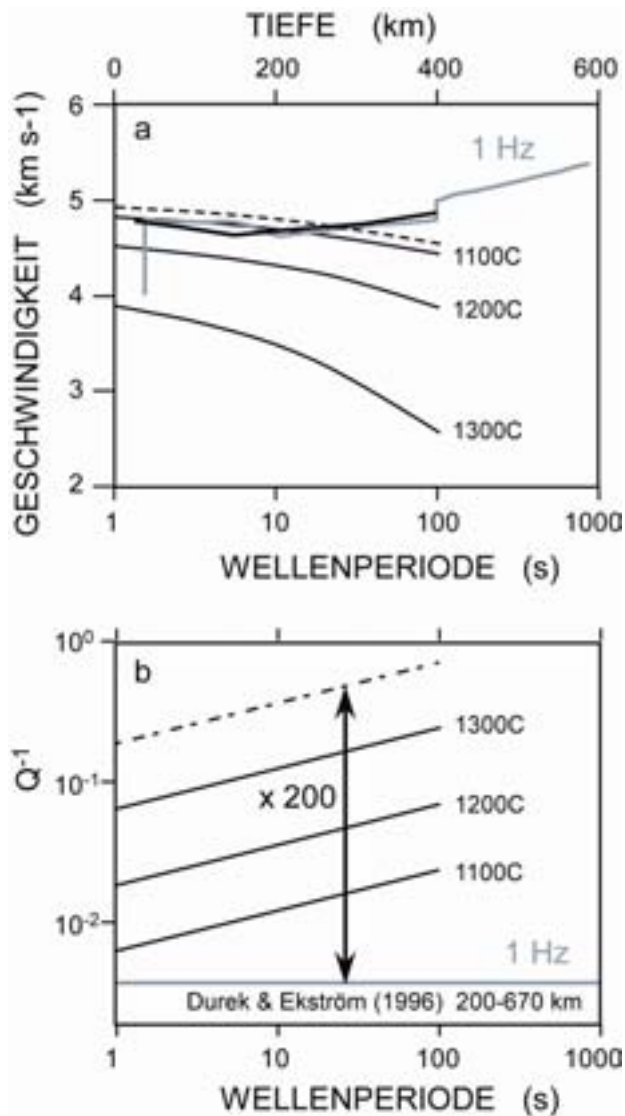 TIEFE (km)
0 200 400 600
GESCHWINDIGKEIT (km s-1)
6
a
1 Hz
5
1100C
4
1200C
3
1300C
2
1 10 100 1000
WELLENPERIODE (s)
10⁰
b
1300C
Q⁻¹
10⁻¹
x 200
1200C
1100C
10⁻²
1 Hz
Durek & Ekström (1996) 200-670 km
1 10 100 1000
WELLENPERIODE (s)